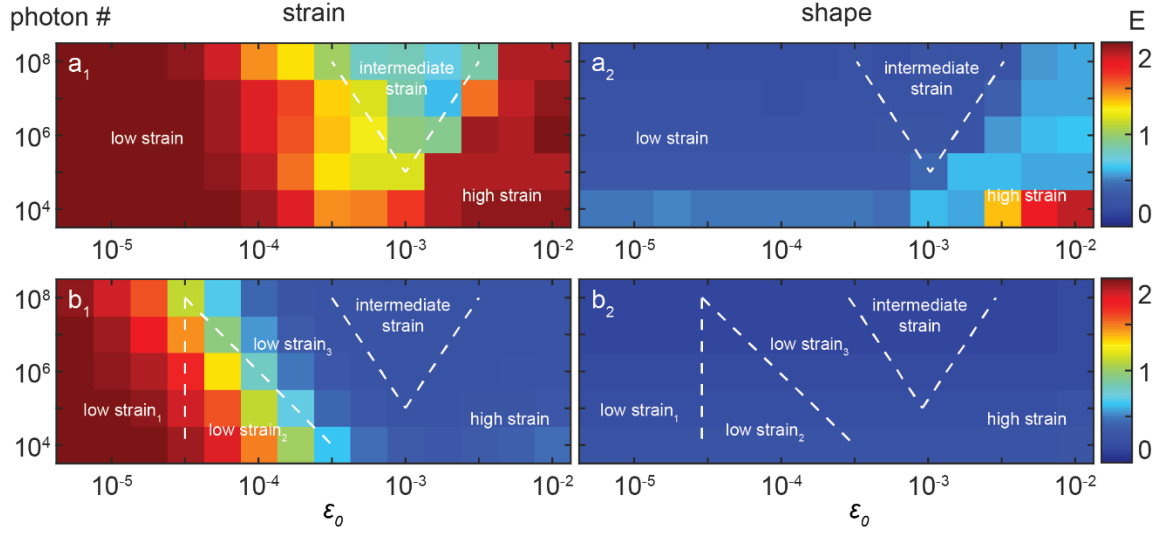 photon # strain shape E
10⁸ a₁ intermediate strain a₂ intermediate strain 2
10⁶ low strain low strain 1
10⁴ high strain high strain 0
10⁻⁵ 10⁻⁴ 10⁻³ 10⁻² 10⁻⁵ 10⁻⁴ 10⁻³ 10⁻²
10⁸ b₁ intermediate strain b₂ intermediate strain 2
10⁶ low strain₃ low strain₃ 1
low strain₁ high strain low strain₁ high strain
10⁴ low strain₂ low strain₂ 0
10⁻⁵ 10⁻⁴ 10⁻³ 10⁻² 10⁻⁵ 10⁻⁴ 10⁻³ 10⁻²
ε₀ ε₀